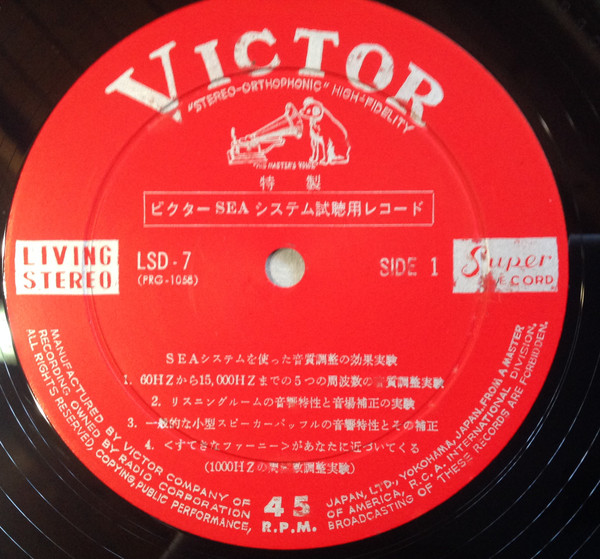 VICTOR
"STEREO-ORTHOPHONIC" HIGH-FIDELITY
"HIS MASTER'S VOICE"
特製
ビクター SEA システム試聴用レコード
LIVING
STEREO
LSD-7
(PRG-1058)
SIDE 1
Super
RECORD
SEAシステムを使った音質調整の効果実験
1. 60HZから15,000HZまでの5つの周波数の音質調整実験
2. リスニングルームの音響特性と音場補正の実験
3. 一般的な小型スピーカーバッフルの音響特性とその補正
4. <すてきなファーニー>があなたに近づいてくる
(1000HZの周波数調整実験)
45
R.P.M.
MANUFACTURED BY VICTOR COMPANY OF JAPAN, LTD., YOKOHAMA, JAPAN. FROM A MASTER
RECORDING OWNED BY RADIO CORPORATION OF AMERICA, R.C.A. INTERNATIONAL DIVISION.
ALL RIGHTS RESERVED, COPYING, PUBLIC PERFORMANCE, BROADCASTING OF THESE RECORDS ARE FORBIDDEN.